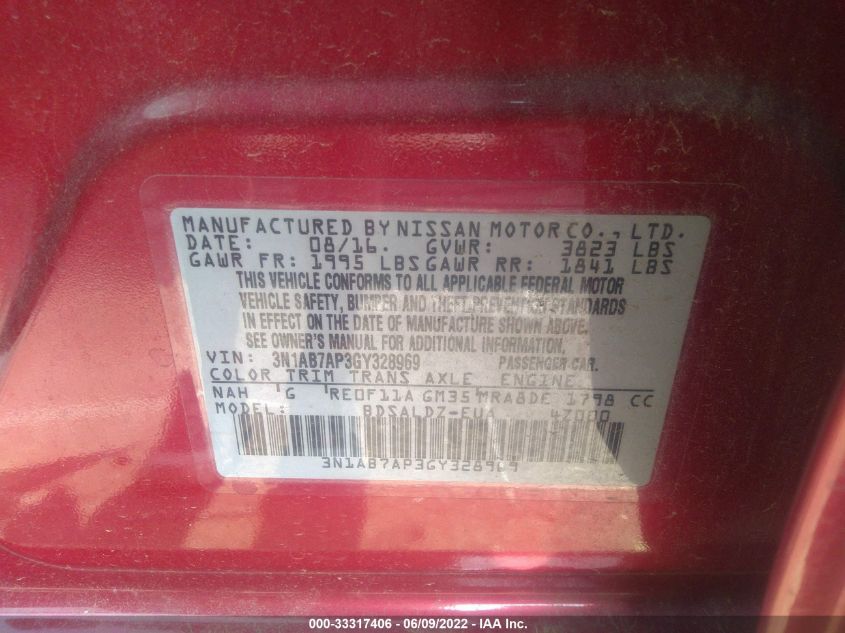 MANUFACTURED BY NISSAN MOTOR CO., LTD.
DATE: 08/16. GVWR: 3823 LBS
GAWR FR: 1995 LBS GAWR RR: 1841 LBS
THIS VEHICLE CONFORMS TO ALL APPLICABLE FEDERAL MOTOR
VEHICLE SAFETY, BUMPER AND THEFT PREVENTION STANDARDS
IN EFFECT ON THE DATE OF MANUFACTURE SHOWN ABOVE.
SEE OWNER'S MANUAL FOR ADDITIONAL INFORMATION.
VIN: 3N1AB7AP3GY328969 PASSENGER CAR.
COLOR TRIM TRANS AXLE ENGINE
NAH G RE0F11A GM35 MRA8DE 1798 CC
MODEL: BDSALDZ-EUA 47000
3N1AB7AP3GY328969
000-33317406 - 06/09/2022 - IAA Inc.